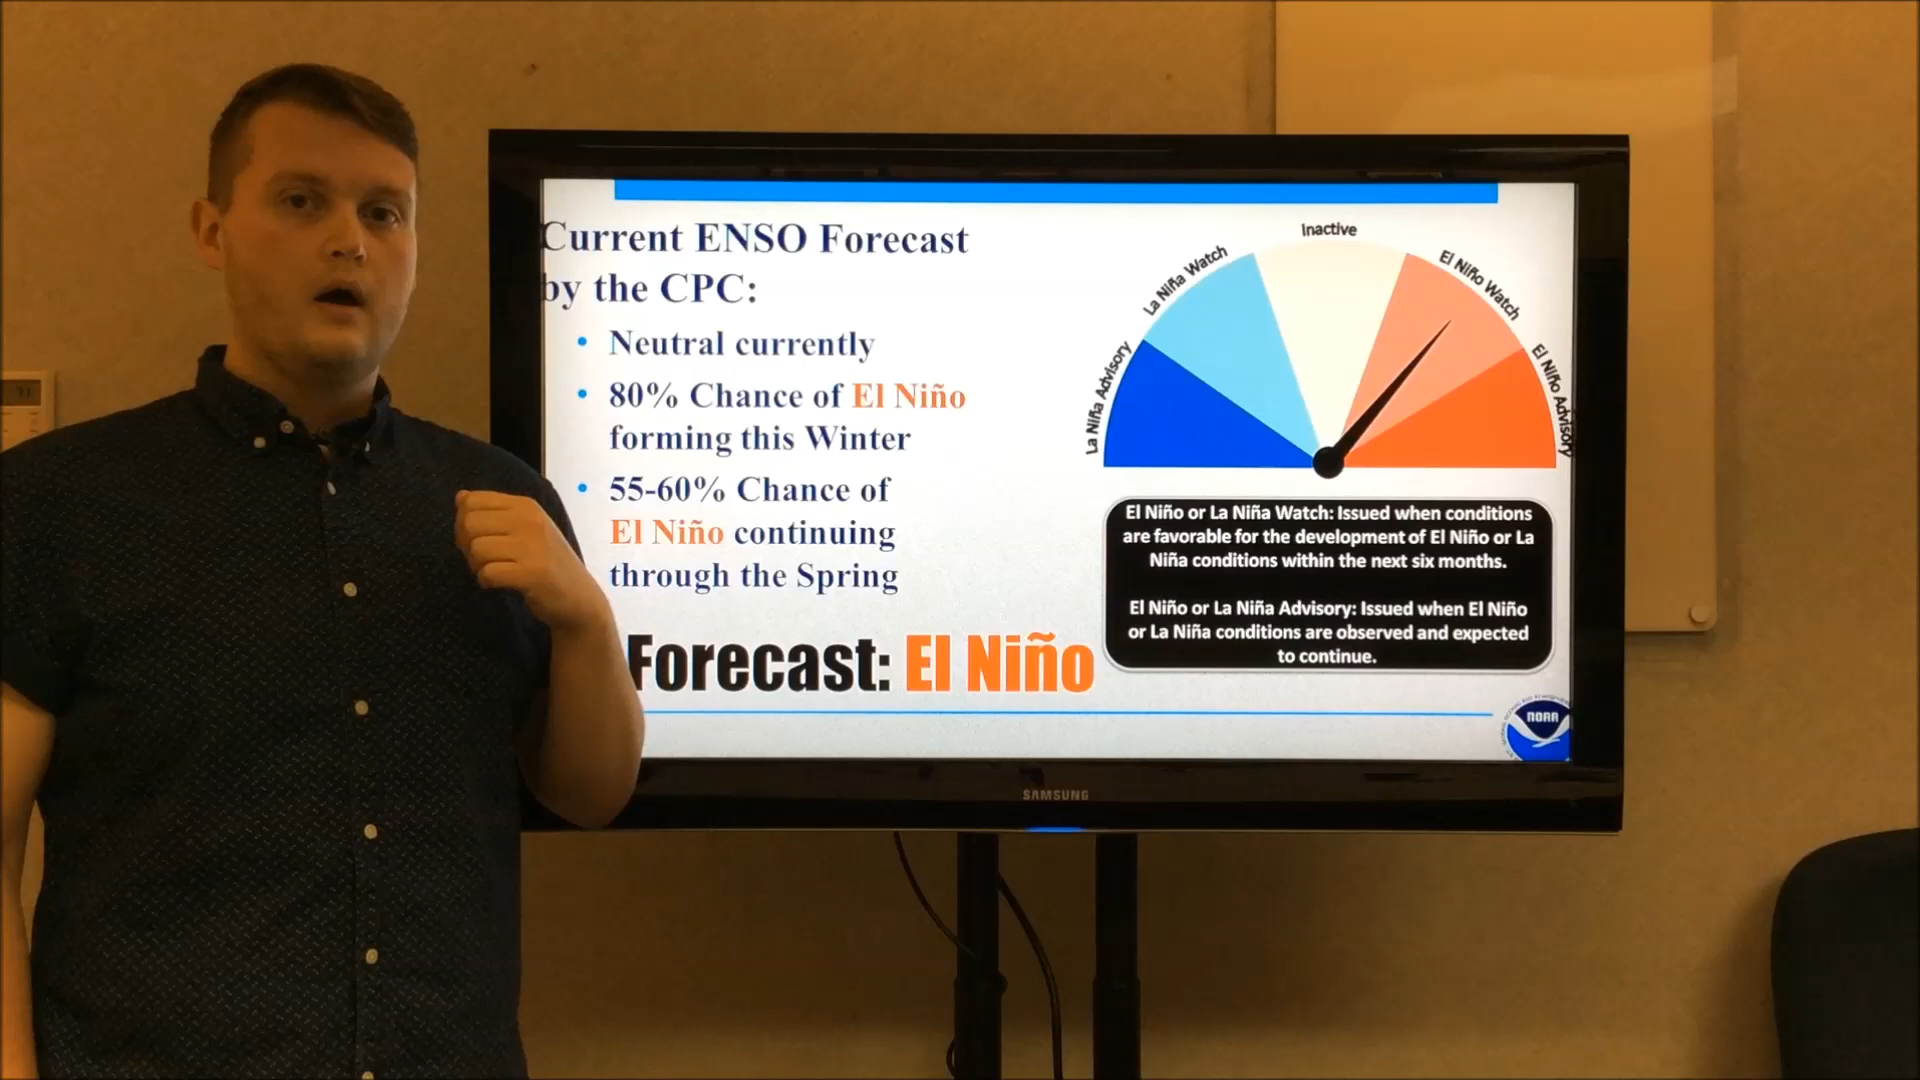 Current ENSO Forecast
by the CPC:
• Neutral currently
• 80% Chance of El Niño
forming this Winter
• 55-60% Chance of
El Niño continuing
through the Spring
Forecast: El Niño
La Niña Advisory
La Niña Watch
Inactive
El Niño Watch
El Niño Advisory
El Niño or La Niña Watch: Issued when conditions
are favorable for the development of El Niño or La
Niña conditions within the next six months.
El Niño or La Niña Advisory: Issued when El Niño
or La Niña conditions are observed and expected
to continue.
NOAA
SAMSUNG